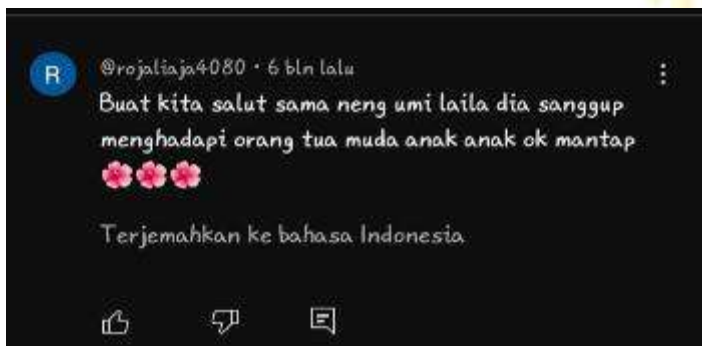 R
@rojaliaja4080 • 6 bln lalu
Buat kita salut sama neng umi laila dia sanggup
menghadapi orang tua muda anak anak ok mantap
🌺🌺🌺
Terjemahkan ke bahasa Indonesia